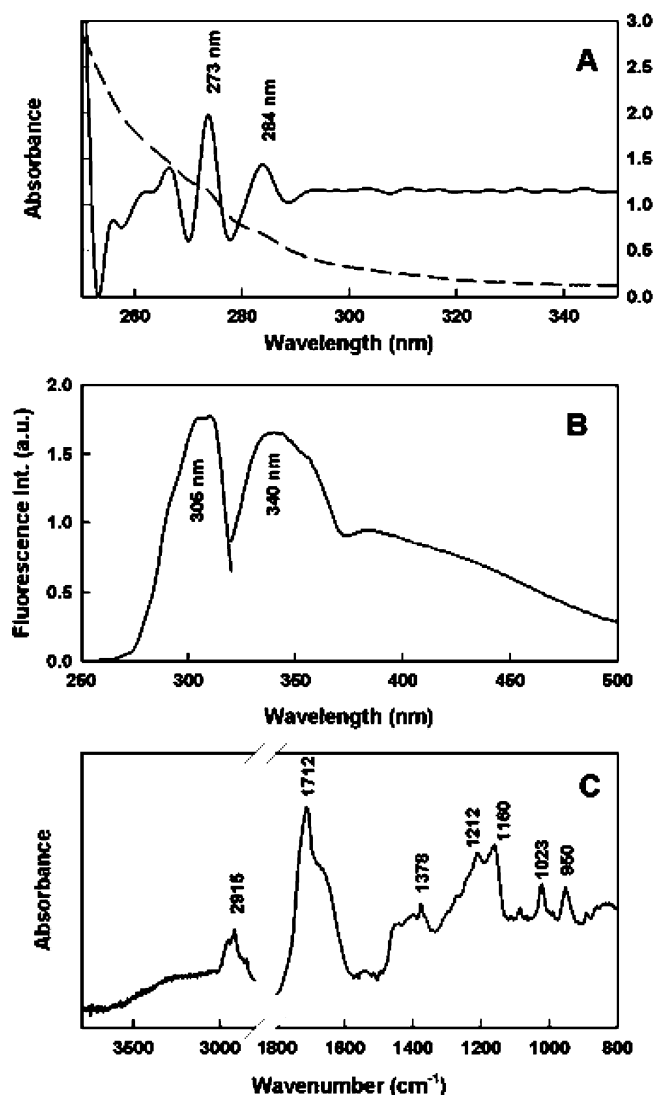 A
273 nm
284 nm
Absorbance
3.0
2.5
2.0
1.5
1.0
0.5
0.0
260 280 300 320 340
Wavelength (nm)
B
306 nm
340 nm
Fluorescence Int. (a.u.)
2.0
1.5
1.0
0.5
0.0
250 300 350 400 450 500
Wavelength (nm)
C
2915
1712
1378
1212
1160
1023
950
Absorbance
3500 3000 1800 1600 1400 1200 1000 800
Wavenumber (cm⁻¹)